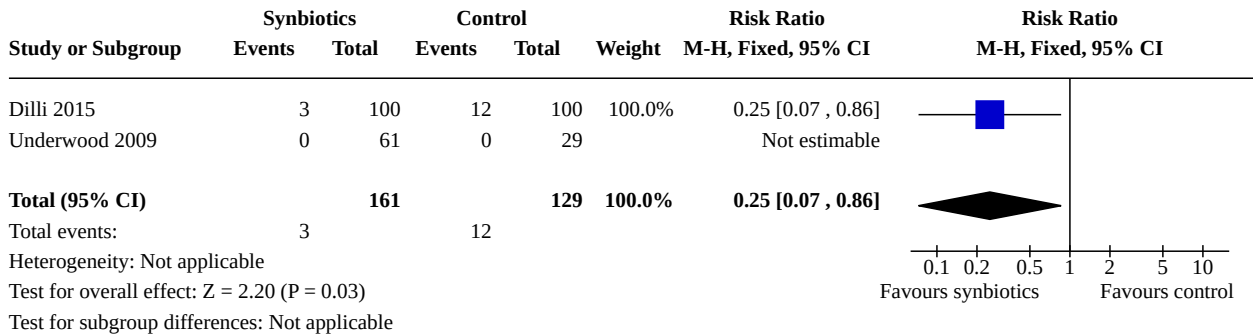 Synbiotics Control Risk Ratio Risk Ratio
Study or Subgroup Events Total Events Total Weight M-H, Fixed, 95% CI M-H, Fixed, 95% CI
Dilli 2015 3 100 12 100 100.0% 0.25 [0.07 , 0.86]
Underwood 2009 0 61 0 29 Not estimable
Total (95% CI) 161 129 100.0% 0.25 [0.07 , 0.86]
Total events: 3 12
Heterogeneity: Not applicable 0.1 0.2 0.5 1 2 5 10
Test for overall effect: Z = 2.20 (P = 0.03) Favours synbiotics Favours control
Test for subgroup differences: Not applicable